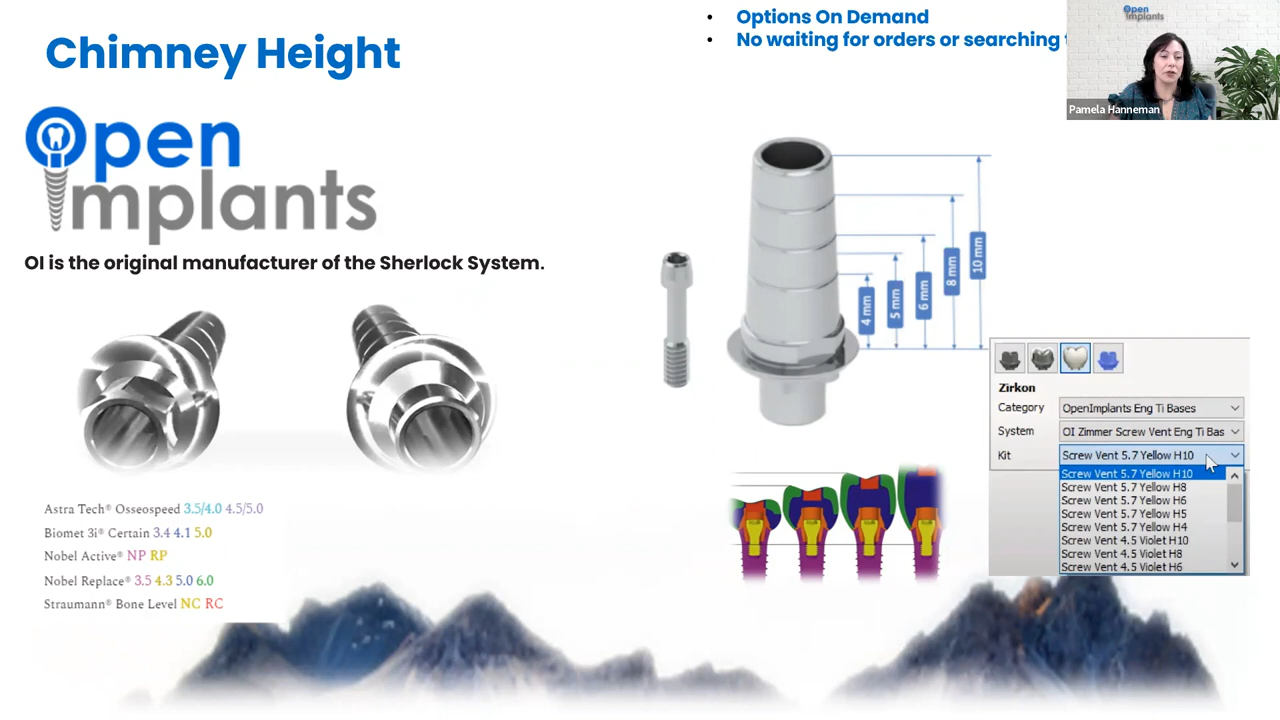 Chimney Height
• Options On Demand
• No waiting for orders or searching
Open
Implants
Pamela Hanneman
Open
Implants
OI is the original manufacturer of the Sherlock System.
4 mm
5 mm
6 mm
8 mm
10 mm
Zirkon
Category OpenImplants Eng Ti Bases
System OI Zimmer Screw Vent Eng Ti Bas
Kit Screw Vent 5.7 Yellow H10
Screw Vent 5.7 Yellow H10
Screw Vent 5.7 Yellow H8
Screw Vent 5.7 Yellow H6
Screw Vent 5.7 Yellow H5
Screw Vent 5.7 Yellow H4
Screw Vent 4.5 Violet H10
Screw Vent 4.5 Violet H8
Screw Vent 4.5 Violet H6
Astra Tech® Osseospeed 3.5/4.0 4.5/5.0
Biomet 3i® Certain 3.4 4.1 5.0
Nobel Active® NP RP
Nobel Replace® 3.5 4.3 5.0 6.0
Straumann® Bone Level NC RC